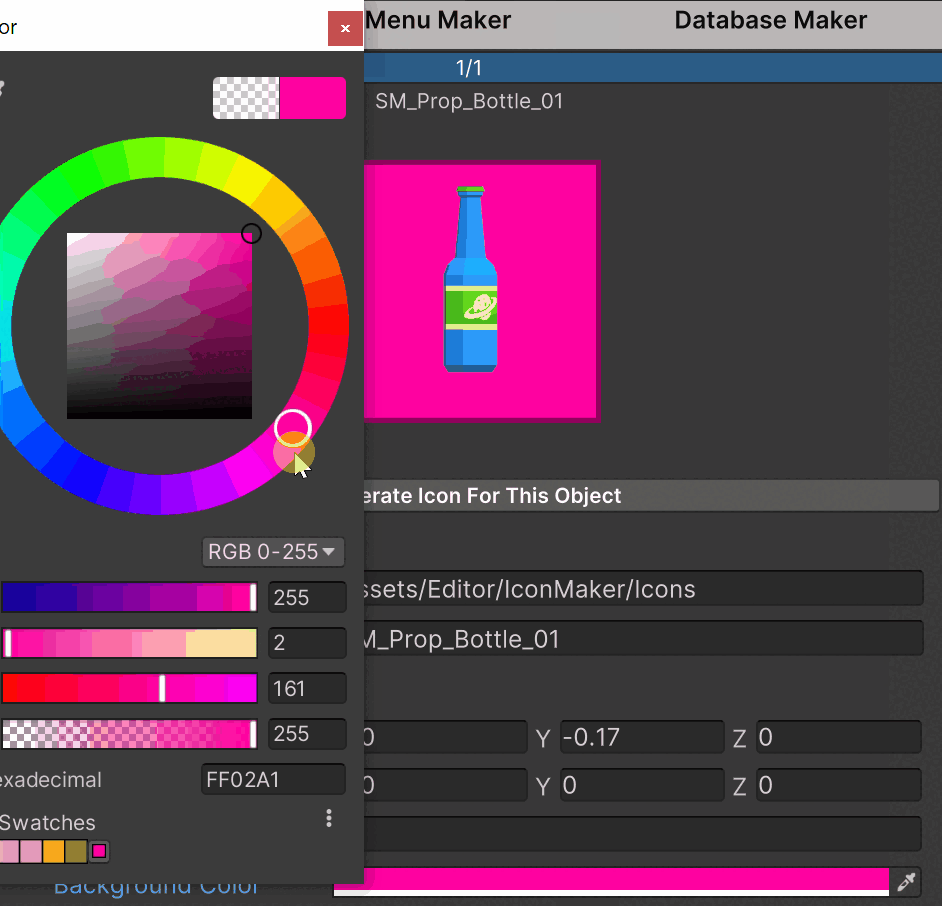 or
Menu Maker
Database Maker
1/1
SM_Prop_Bottle_01
erate Icon For This Object
RGB 0-255
255
2
161
255
exadecimal
FF02A1
Swatches
ssets/Editor/IconMaker/Icons
M_Prop_Bottle_01
0 Y -0.17 Z 0
0 Y 0 Z 0
Background Color